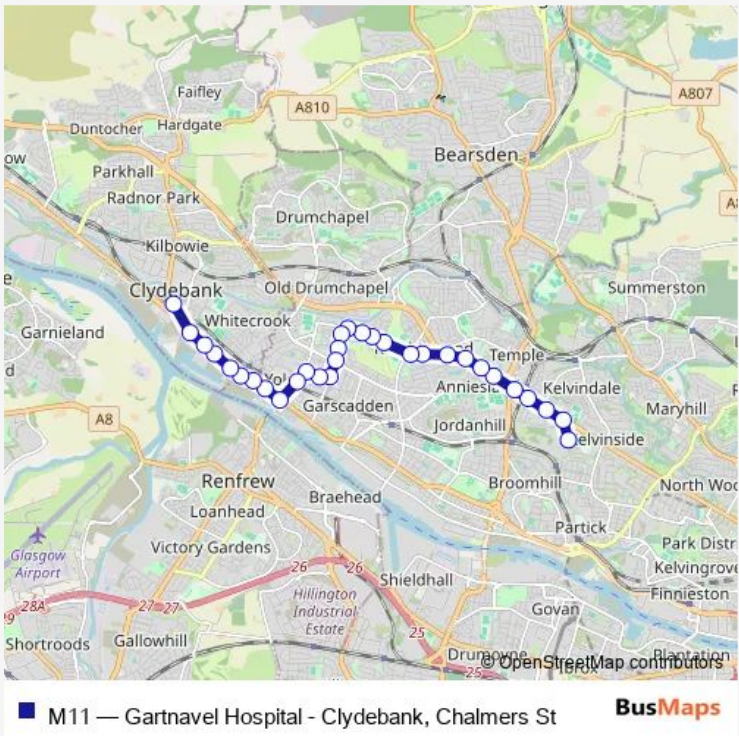 Faifley
A810
A807
Duntocher
Hardgate
Bearsden
ow
Parkhall
Radnor Park
Drumchapel
Kilbowie
Clydebank
Old Drumchapel
Summerston
Garnieland
Whitecrook
Temple
d
Anniesl
Kelvindale
A8
Garscadden
Maryhill
Jordanhill
elvinside
Renfrew
Broomhill
North Woo
Loanhead
Braehead
Partick
Victory Gardens
Park Distr
Glasgow
Airport
26
26
Kelvingrove
Shieldhall
Finnieston
28A
27
27
Hillington
Industrial
Estate
Govan
25
Shortroods
Gallowhill
Drumoyne
Plantation
25
Ibrox
© OpenStreetMap contributors
M11 — Gartnavel Hospital - Clydebank, Chalmers St
BusMaps